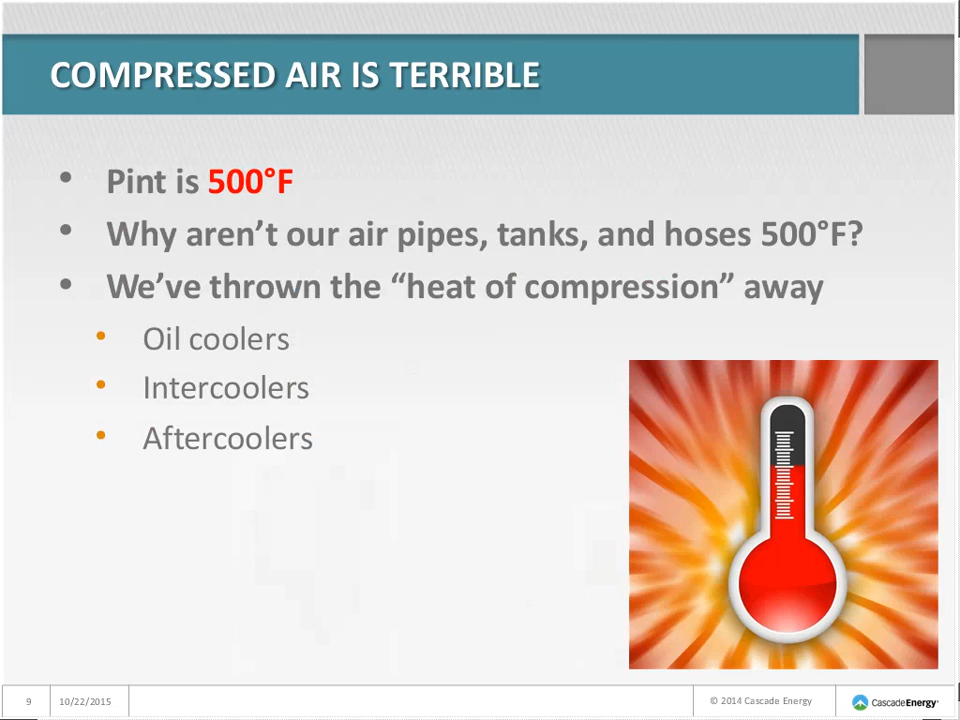 COMPRESSED AIR IS TERRIBLE
• Pint is 500°F
• Why aren’t our air pipes, tanks, and hoses 500°F?
• We’ve thrown the “heat of compression” away
• Oil coolers
• Intercoolers
• Aftercoolers
9 10/22/2015 © 2014 Cascade Energy CascadeEnergy